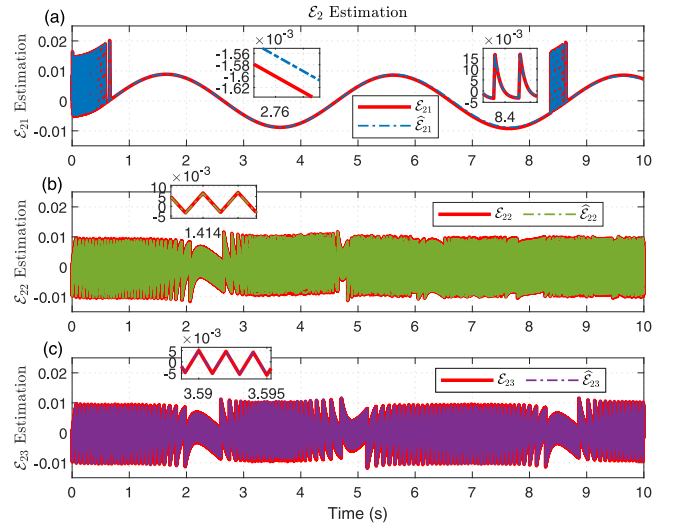 ℰ₂ Estimation
(a)
ℰ₂₁ Estimation
0.02
0.01
0
-0.01
×10⁻³
-1.56
-1.58
-1.6
-1.62
2.76
×10⁻³
15
10
5
0
-5
8.4
ℰ₂₁
ℰ̂₂₁
0 1 2 3 4 5 6 7 8 9 10
(b)
ℰ₂₂ Estimation
0.02
0.01
0
-0.01
×10⁻³
10
5
0
-5
1.414
ℰ₂₂ ℰ̂₂₂
0 1 2 3 4 5 6 7 8 9 10
(c)
ℰ₂₃ Estimation
0.02
0.01
0
-0.01
×10⁻³
5
0
-5
3.59 3.595
ℰ₂₃ ℰ̂₂₃
0 1 2 3 4 5 6 7 8 9 10
Time (s)